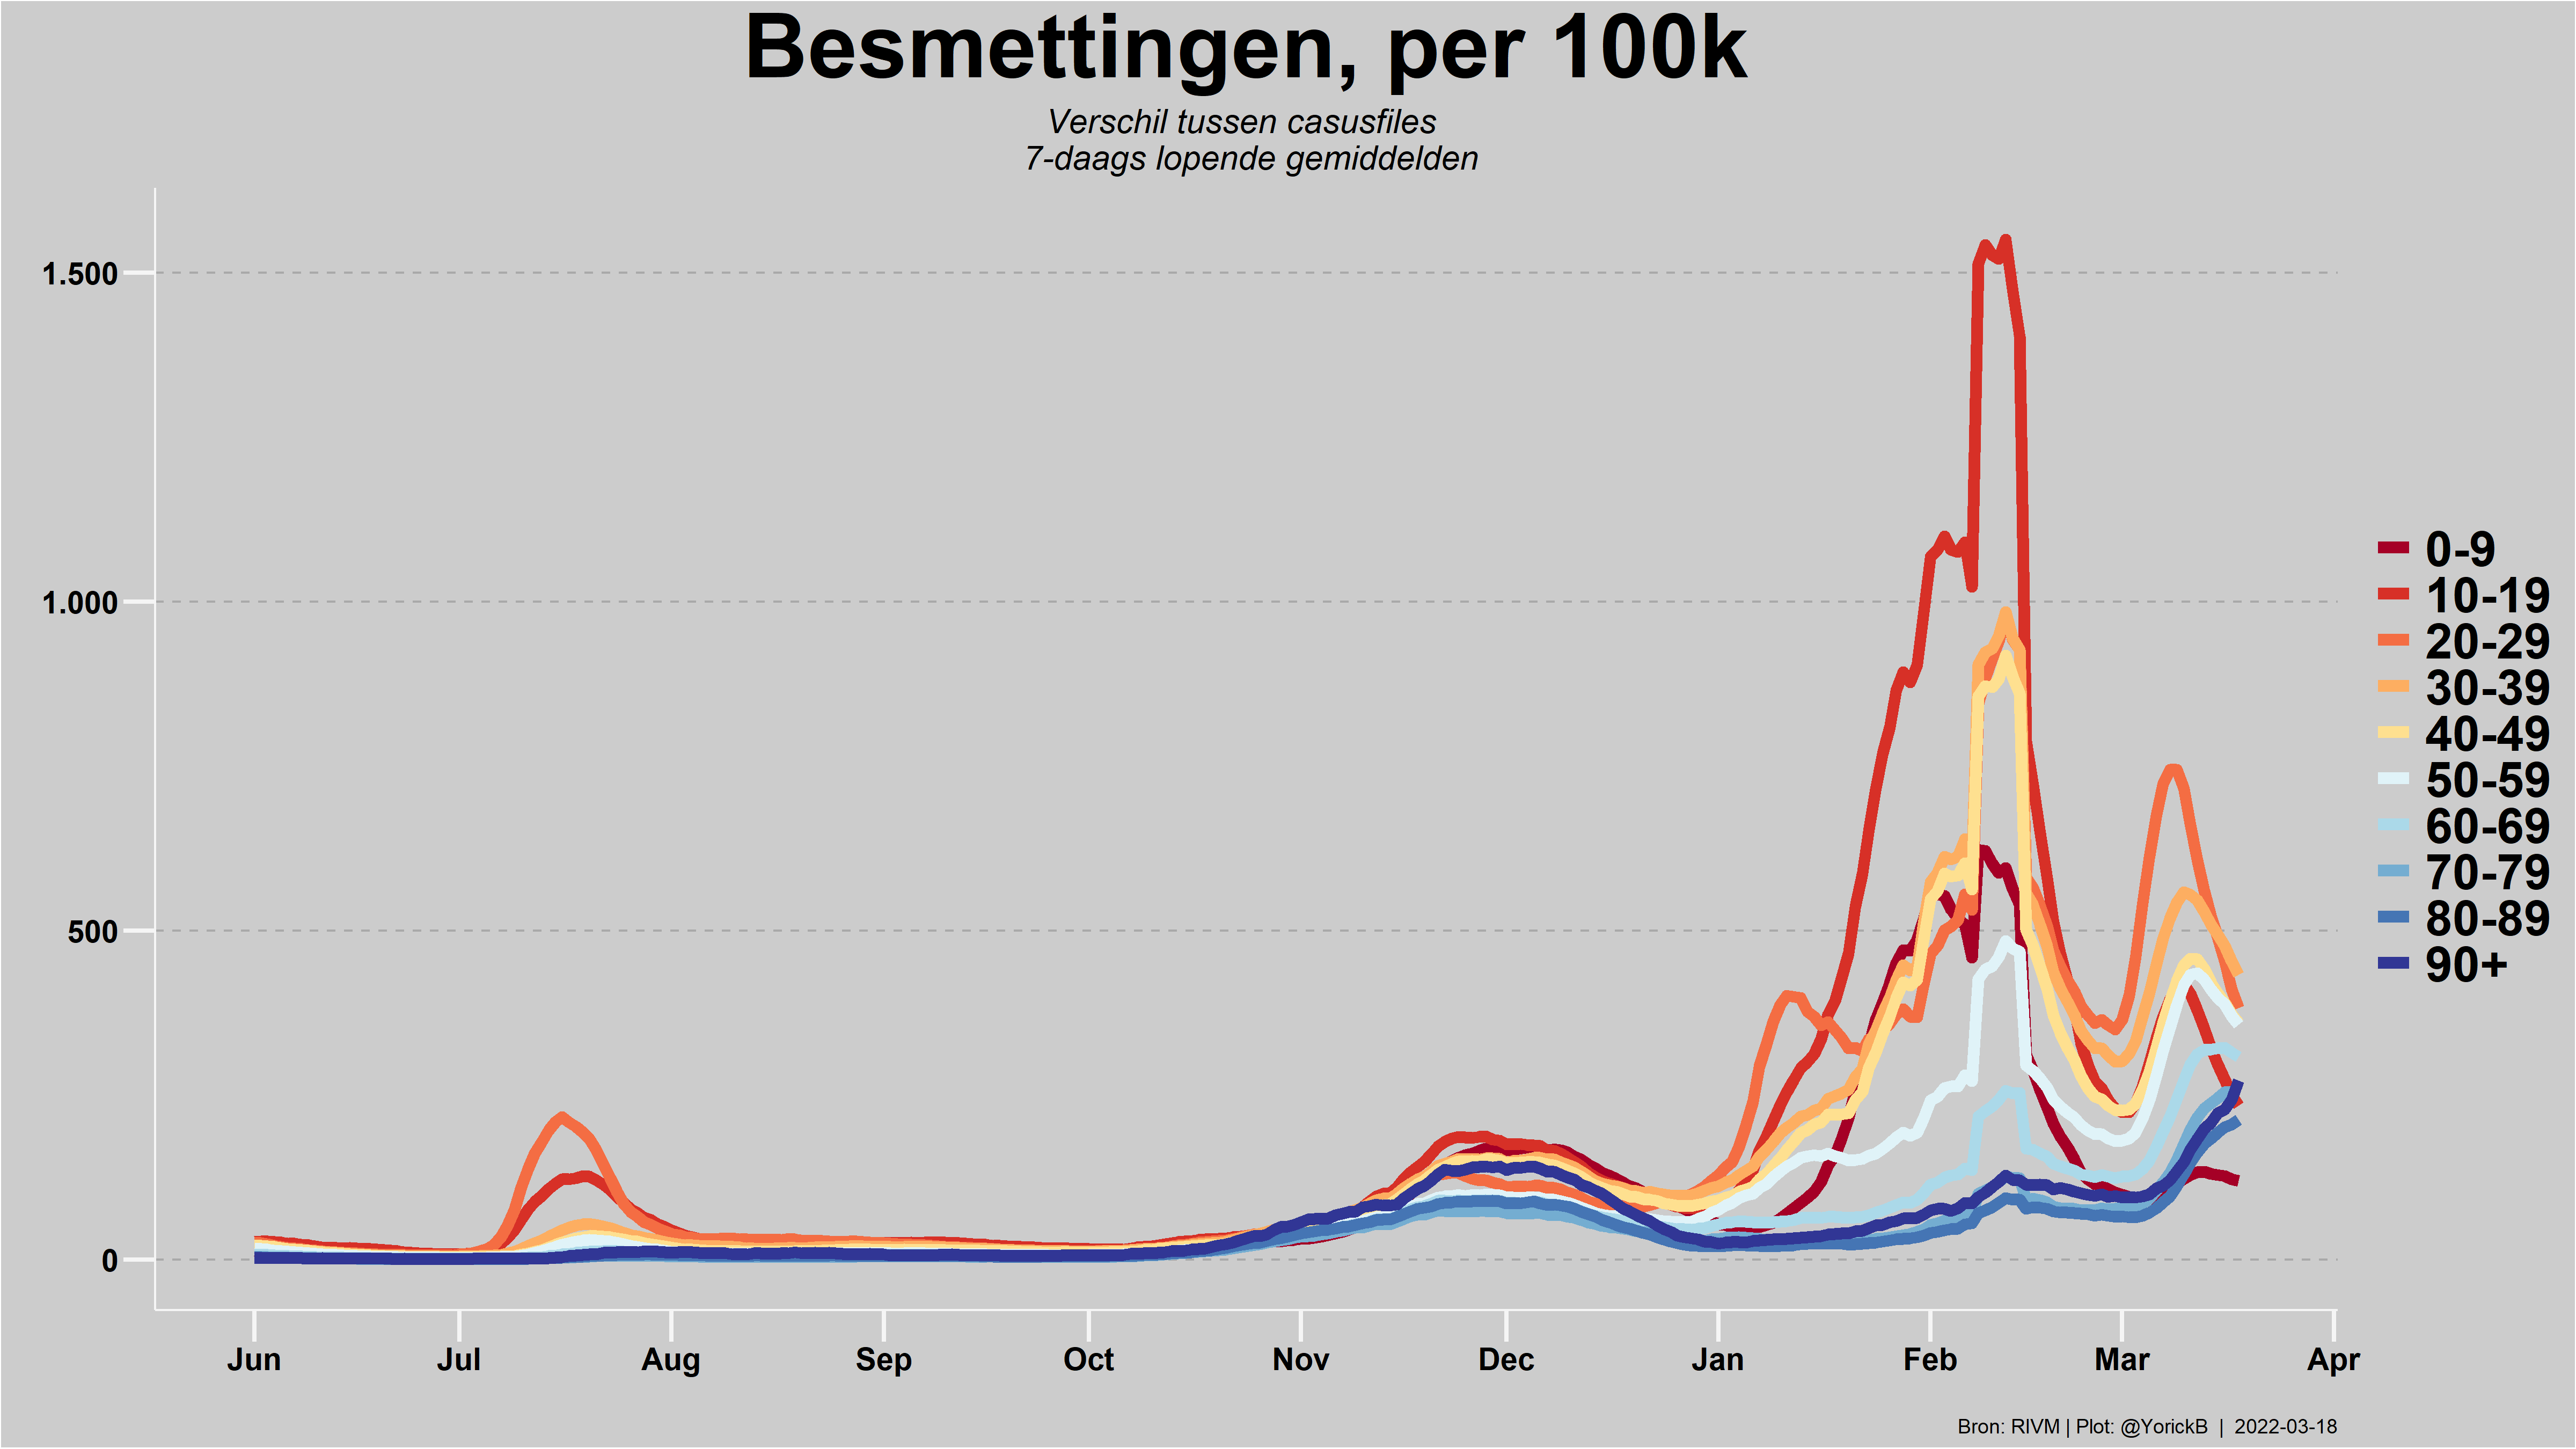 Besmettingen, per 100k
Verschil tussen casusfiles
7-daags lopende gemiddelden
1.500
1.000
500
0
Jun
Jul
Aug
Sep
Oct
Nov
Dec
Jan
Feb
Mar
Apr
0-9
10-19
20-29
30-39
40-49
50-59
60-69
70-79
80-89
90+
Bron: RIVM | Plot: @YorickB | 2022-03-18